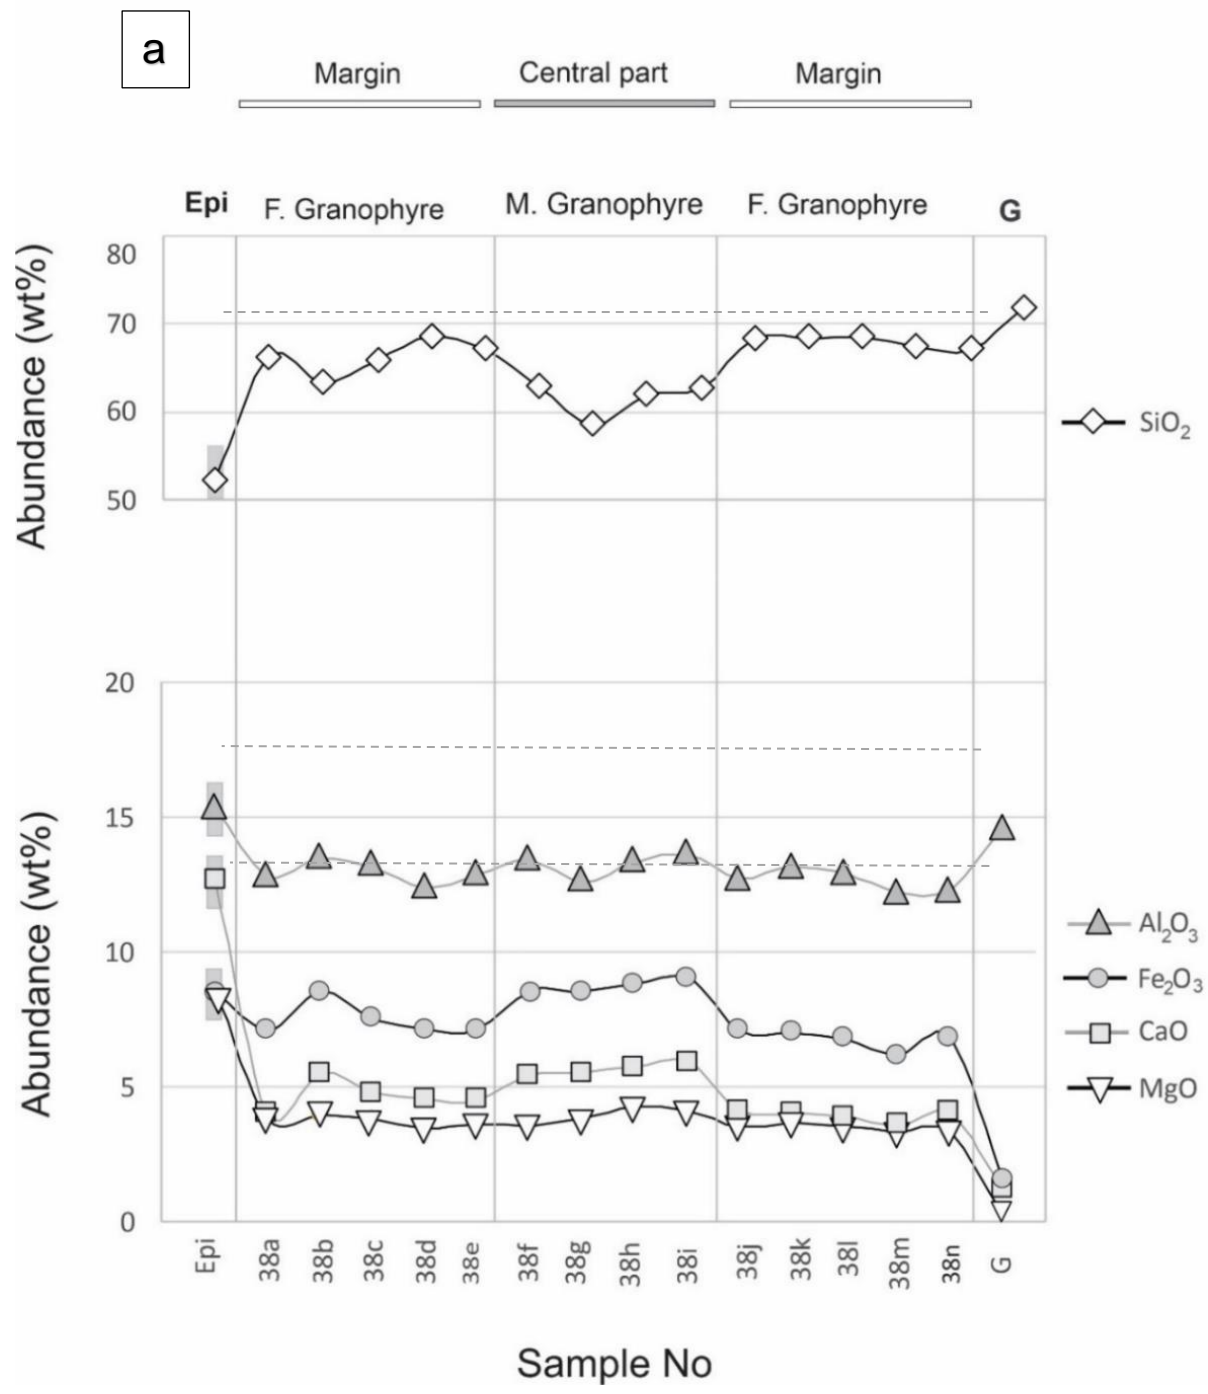 a
Margin Central part Margin
Epi F. Granophyre M. Granophyre F. Granophyre G
Abundance (wt%)
80
70
60
50
SiO₂
Abundance (wt%)
20
15
10
5
0
Al₂O₃
Fe₂O₃
CaO
MgO
Epi 38a 38b 38c 38d 38e 38f 38g 38h 38i 38j 38k 38l 38m 38n G
Sample No